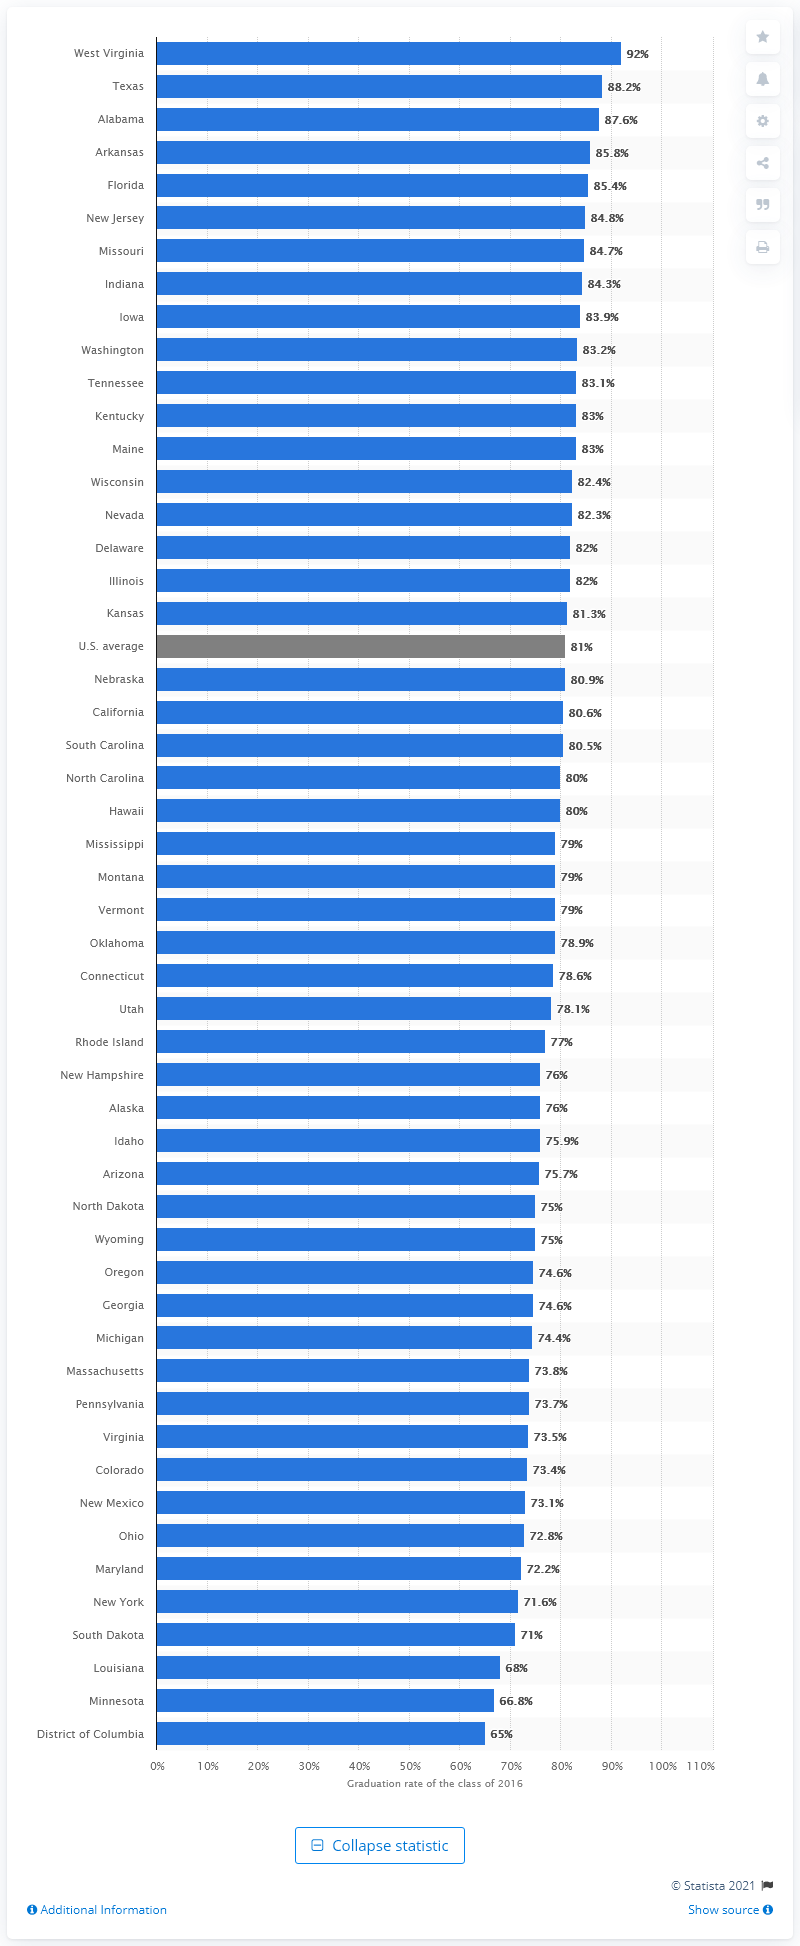 West Virginia 92%
Texas 88.2%
Alabama 87.6%
Arkansas 85.8%
Florida 85.4%
New Jersey 84.8%
Missouri 84.7%
Indiana 84.3%
Iowa 83.9%
Washington 83.2%
Tennessee 83.1%
Kentucky 83%
Maine 83%
Wisconsin 82.4%
Nevada 82.3%
Delaware 82%
Illinois 82%
Kansas 81.3%
U.S. average 81%
Nebraska 80.9%
California 80.6%
South Carolina 80.5%
North Carolina 80%
Hawaii 80%
Mississippi 79%
Montana 79%
Vermont 79%
Oklahoma 78.9%
Connecticut 78.6%
Utah 78.1%
Rhode Island 77%
New Hampshire 76%
Alaska 76%
Idaho 75.9%
Arizona 75.7%
North Dakota 75%
Wyoming 75%
Oregon 74.6%
Georgia 74.6%
Michigan 74.4%
Massachusetts 73.8%
Pennsylvania 73.7%
Virginia 73.5%
Colorado 73.4%
New Mexico 73.1%
Ohio 72.8%
Maryland 72.2%
New York 71.6%
South Dakota 71%
Louisiana 68%
Minnesota 66.8%
District of Columbia 65%
0% 10% 20% 30% 40% 50% 60% 70% 80% 90% 100% 110%
Graduation rate of the class of 2016
Collapse statistic
© Statista 2021
Additional Information Show source